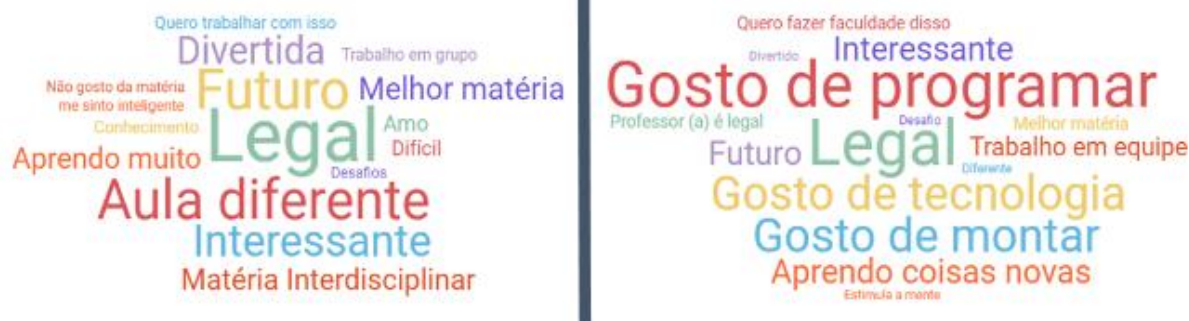 Quero trabalhar com isso
Divertida
Trabalho em grupo
Não gosto da matéria
me sinto inteligente
Futuro
Melhor matéria
Conhecimento
Legal
Amo
Difícil
Aprendo muito
Desafios
Aula diferente
Interessante
Matéria Interdisciplinar
Quero fazer faculdade disso
Divertido
Interessante
Gosto de programar
Professor (a) é legal
Desafio
Melhor matéria
Futuro
Legal
Trabalho em equipe
Diferente
Gosto de tecnologia
Gosto de montar
Aprendo coisas novas
Estimula a mente